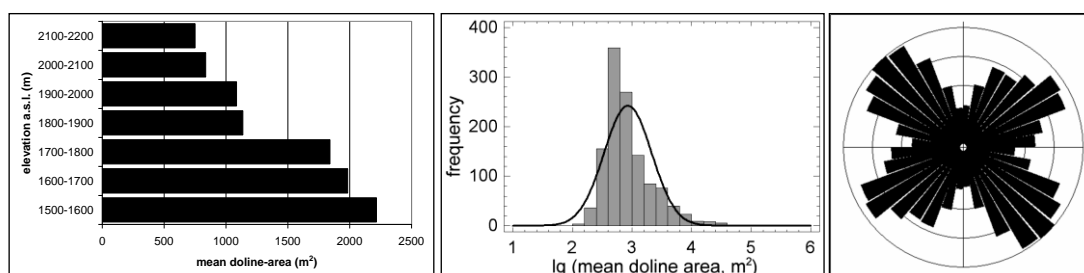 elevation a.s.l. (m)
2100-2200
2000-2100
1900-2000
1800-1900
1700-1800
1600-1700
1500-1600
0 500 1000 1500 2000 2500
mean doline-area (m²)
frequency
400
300
200
100
0
1 2 3 4 5 6
lg (mean doline area, m²)